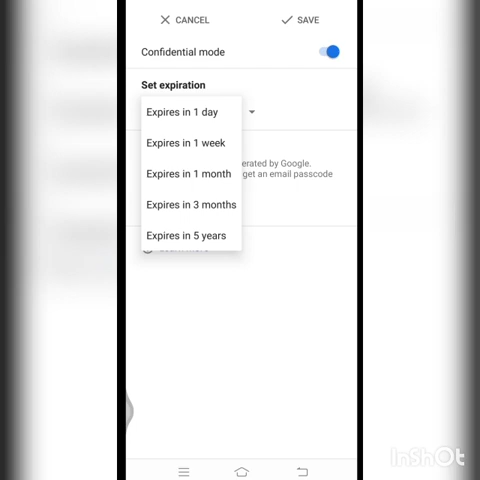 CANCEL
SAVE
Confidential mode
Set expiration
Expires in 1 day
Expires in 1 week
erated by Google.
Expires in 1 month
get an email passcode
Expires in 3 months
Expires in 5 years
InShOt